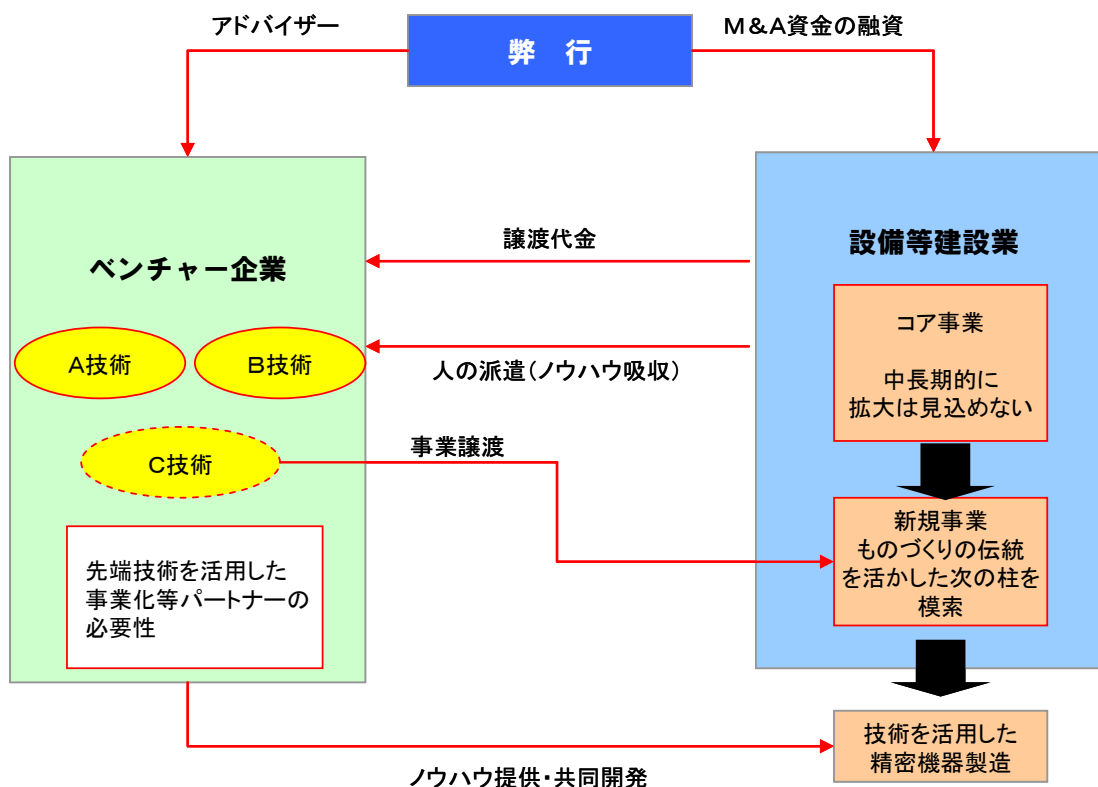 アドバイザー
弊　行
M&A資金の融資
ベンチャー企業
A技術
B技術
C技術
先端技術を活用した
事業化等パートナーの
必要性
譲渡代金
人の派遣（ノウハウ吸収）
事業譲渡
設備等建設業
コア事業
中長期的に
拡大は見込めない
新規事業
ものづくりの伝統
を活かした次の柱を
模索
技術を活用した
精密機器製造
ノウハウ提供・共同開発